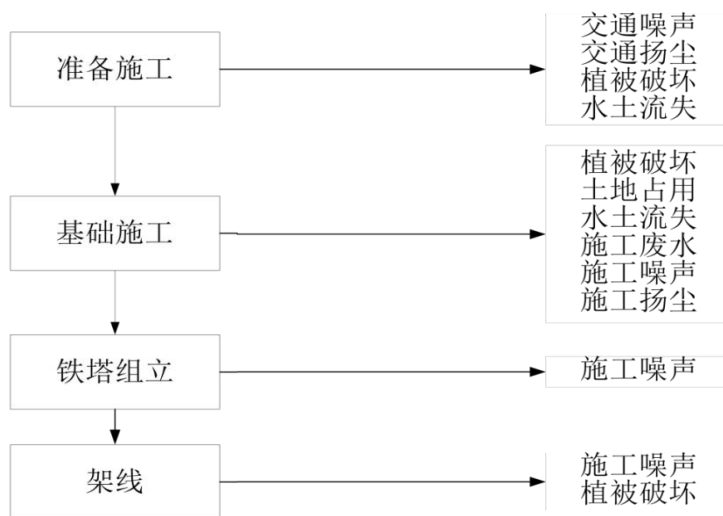 准备施工
交通噪声
交通扬尘
植被破坏
水土流失
基础施工
植被破坏
土地占用
水土流失
施工废水
施工噪声
施工扬尘
铁塔组立
施工噪声
架线
施工噪声
植被破坏